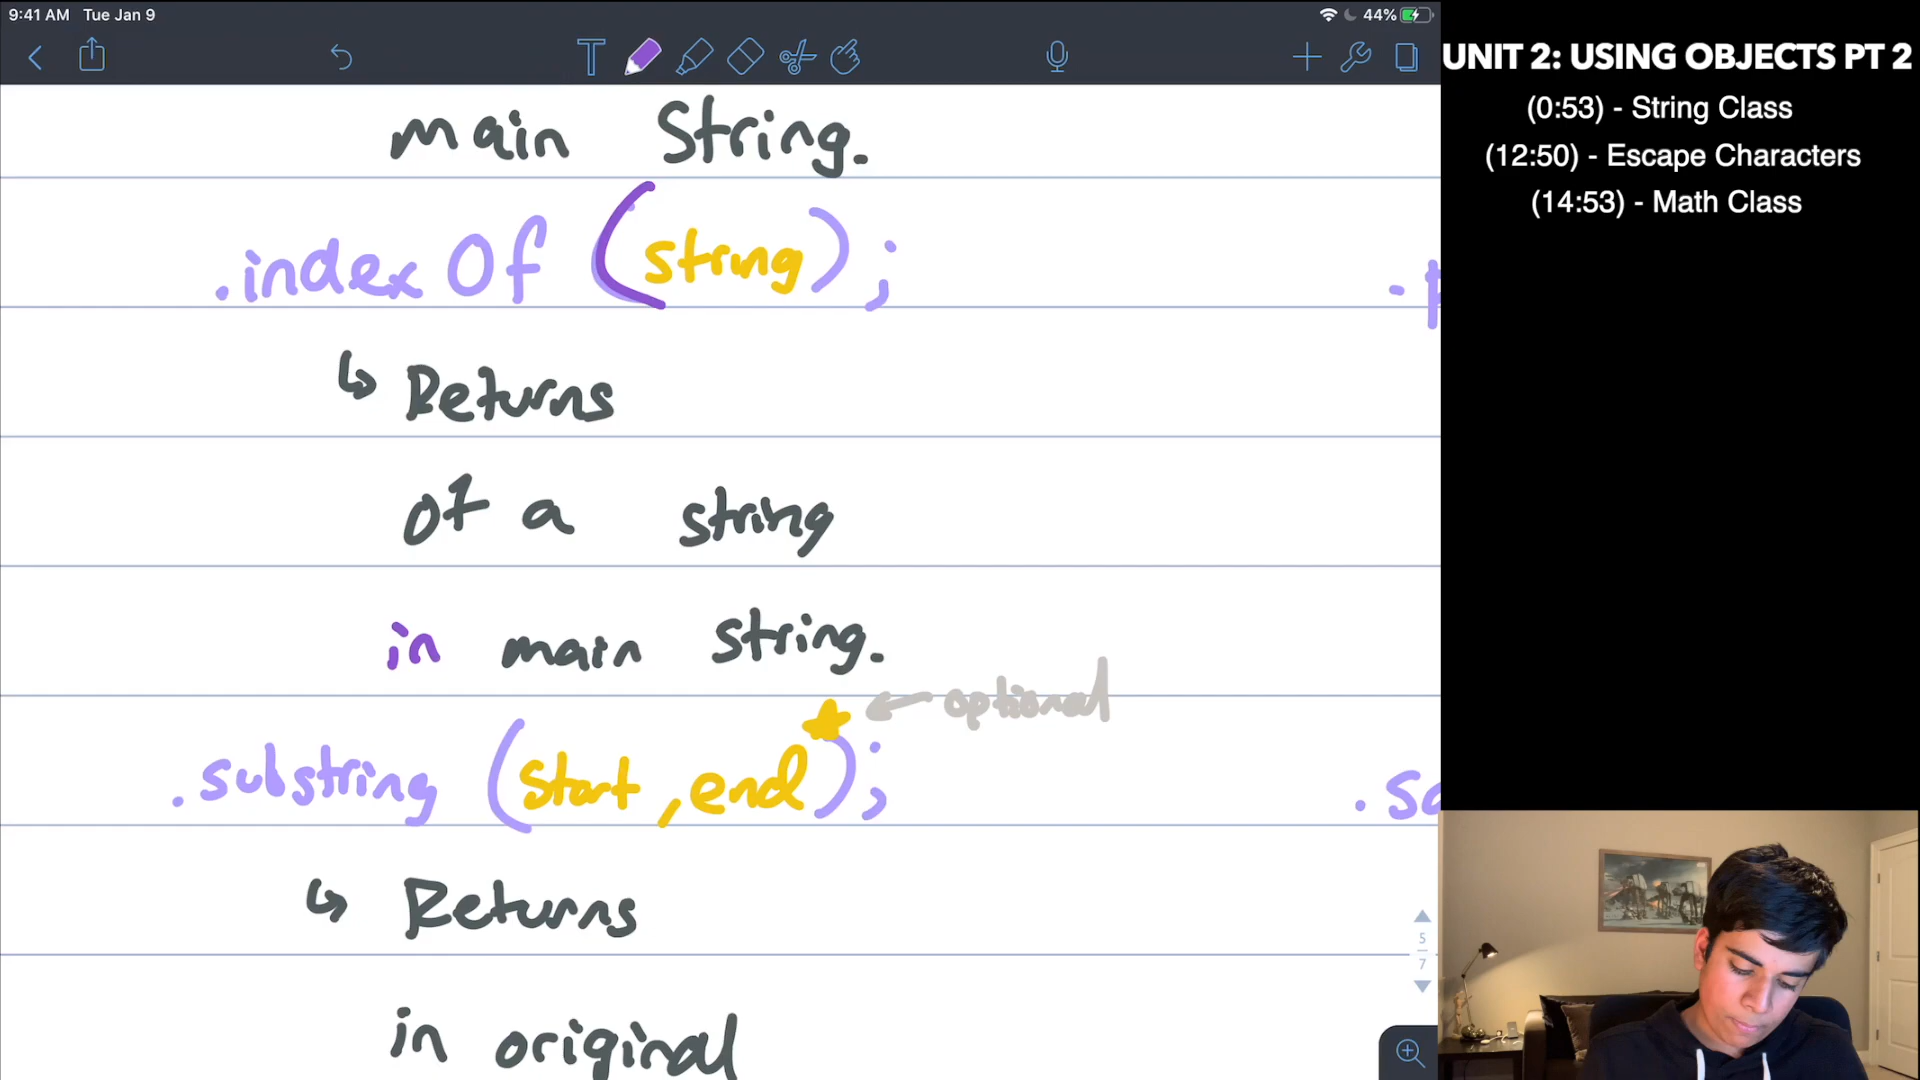 9:41 AM Tue Jan 9
44%
main String.
.indexOf (string);
↳ Returns
of a string
in main string.
← optional
.substring (start, end*);
↳ Returns
in original
5
7
UNIT 2: USING OBJECTS PT 2
(0:53) - String Class
(12:50) - Escape Characters
(14:53) - Math Class